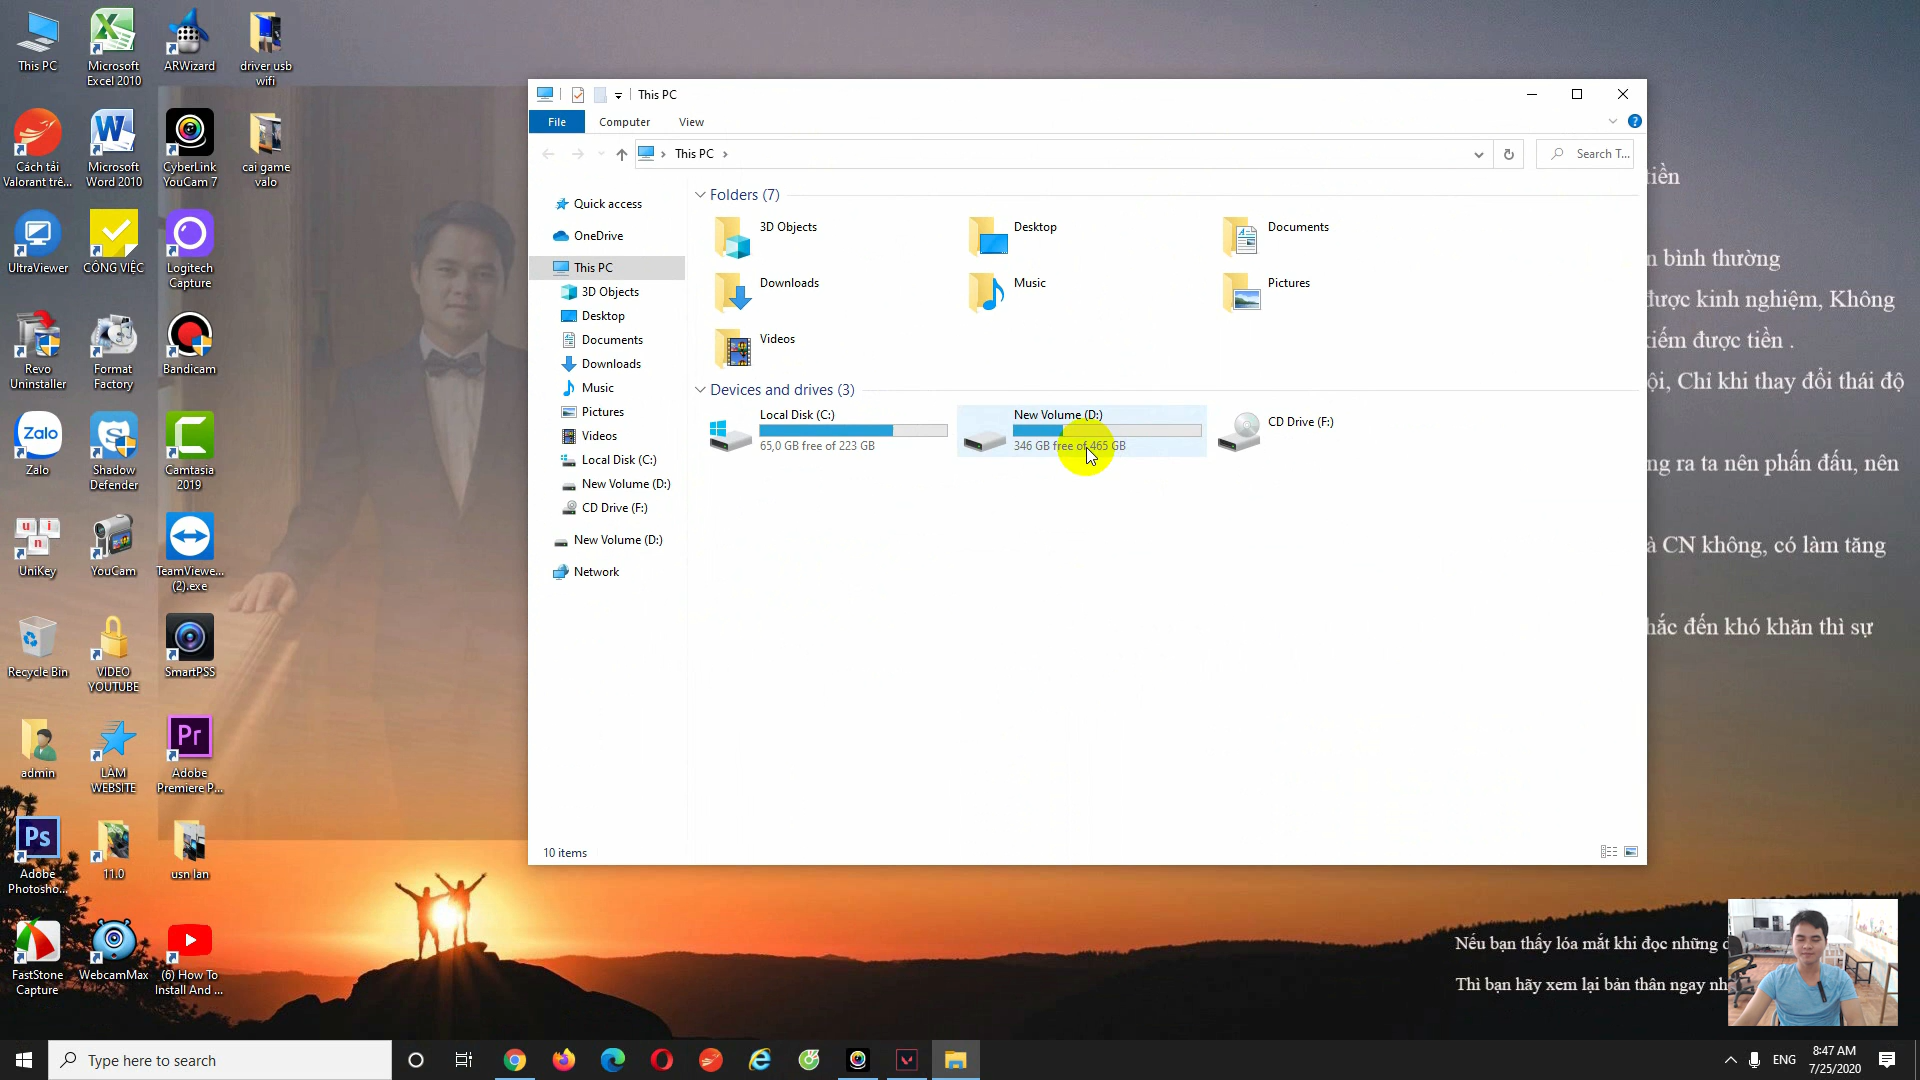 This PC
Microsoft
Excel 2010
ARWizard
driver usb
wifi
Cách tải
Valorant trê...
Microsoft
Word 2010
CyberLink
YouCam 7
cai game
valo
UltraViewer
CÔNG VIỆC
Logitech
Capture
Revo
Uninstaller
Format
Factory
Bandicam
Zalo
Zalo
Shadow
Defender
Camtasia
2019
u i
n
UniKey
YouCam
TeamViewe...
(2).exe
Recycle Bin
VIDEO
YOUTUBE
SmartPSS
admin
LÀM
WEBSITE
Pr
Adobe
Premiere P...
Ps
Adobe
Photosho...
11.0
usn lan
FastStone
Capture
WebcamMax
(6) How To
Install And ...
This PC
File
Computer
View
This PC
Search T...
Quick access
OneDrive
This PC
3D Objects
Desktop
Documents
Downloads
Music
Pictures
Videos
Local Disk (C:)
New Volume (D:)
CD Drive (F:)
New Volume (D:)
Network
Folders (7)
3D Objects
Desktop
Documents
Downloads
Music
Pictures
Videos
Devices and drives (3)
Local Disk (C:)
65,0 GB free of 223 GB
New Volume (D:)
346 GB free of 465 GB
CD Drive (F:)
10 items
tiền
n bình thường
được kinh nghiệm, Không
kiếm được tiền .
ội, Chỉ khi thay đổi thái độ
ng ra ta nên phấn đấu, nên
à CN không, có làm tăng
hắc đến khó khăn thì sự
Nếu bạn thấy lóa mắt khi đọc những
Thì bạn hãy xem lại bản thân ngay
Type here to search
ENG
8:47 AM
7/25/2020